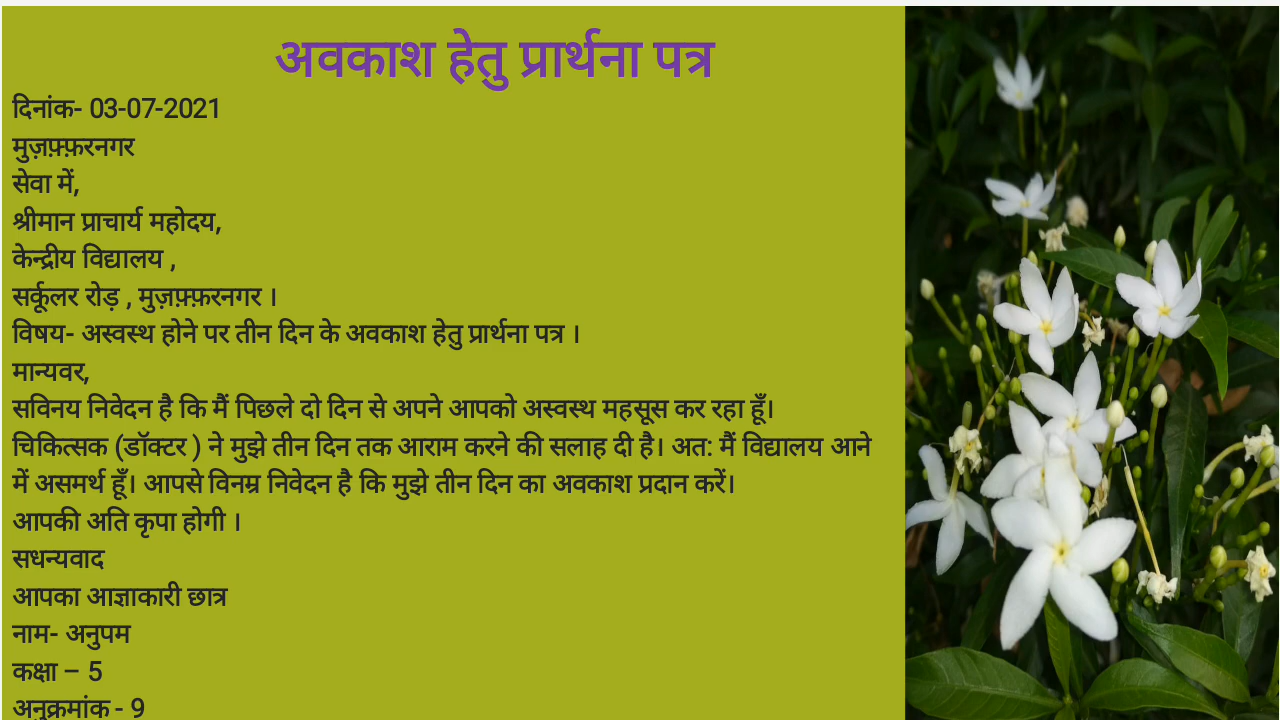 अवकाश हेतु प्रार्थना पत्र
दिनांक- 03-07-2021
मुज़फ़्फ़रनगर
सेवा में,
श्रीमान प्राचार्य महोदय,
केन्द्रीय विद्यालय ,
सर्कूलर रोड़ , मुज़फ़्फ़रनगर ।
विषय- अस्वस्थ होने पर तीन दिन के अवकाश हेतु प्रार्थना पत्र ।
मान्यवर,
सविनय निवेदन है कि मैं पिछले दो दिन से अपने आपको अस्वस्थ महसूस कर रहा हूँ।
चिकित्सक (डॉक्टर ) ने मुझे तीन दिन तक आराम करने की सलाह दी है। अत: मैं विद्यालय आने
में असमर्थ हूँ। आपसे विनम्र निवेदन है कि मुझे तीन दिन का अवकाश प्रदान करें।
आपकी अति कृपा होगी ।
सधन्यवाद
आपका आज्ञाकारी छात्र
नाम- अनुपम
कक्षा – 5
अनुक्रमांक - 9